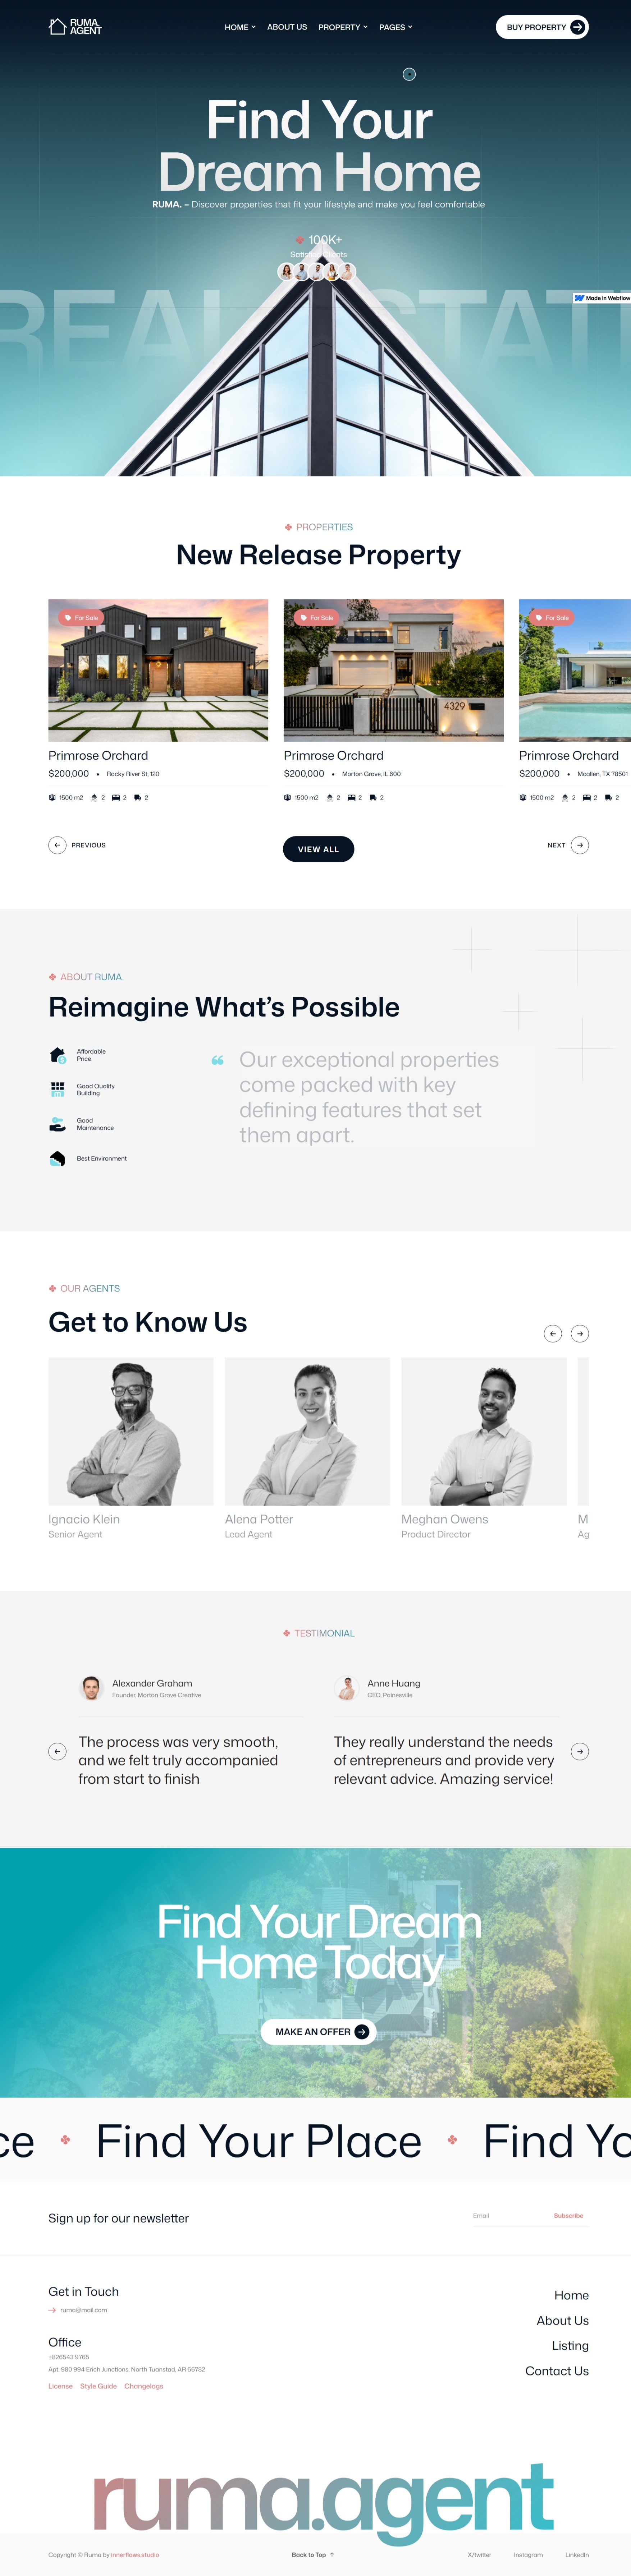 RUMA.
AGENT
HOME
ABOUT US
PROPERTY
PAGES
BUY PROPERTY
Find Your
Dream Home
RUMA. – Discover properties that fit your lifestyle and make you feel comfortable
100K+
Satisfied Clients
REAL ESTATE
Made in Webflow
PROPERTIES
New Release Property
For Sale
For Sale
For Sale
4329
Primrose Orchard
Primrose Orchard
Primrose Orchard
$200,000 • Rocky River St, 120
$200,000 • Morton Grove, IL 600
$200,000 • Mcallen, TX 78501
1500 m2 2 2 2
1500 m2 2 2 2
1500 m2 2 2 2
PREVIOUS
VIEW ALL
NEXT
ABOUT RUMA.
Reimagine What's Possible
Affordable
Price
Good Quality
Building
Good
Maintenance
Best Environment
Our exceptional properties
come packed with key
defining features that set
them apart.
OUR AGENTS
Get to Know Us
Ignacio Klein
Senior Agent
Alena Potter
Lead Agent
Meghan Owens
Product Director
M
Ag
TESTIMONIAL
Alexander Graham
Founder, Morton Grove Creative
The process was very smooth,
and we felt truly accompanied
from start to finish
Anne Huang
CEO, Painesville
They really understand the needs
of entrepreneurs and provide very
relevant advice. Amazing service!
Find Your Dream
Home Today
MAKE AN OFFER
ce Find Your Place Find Yo
Sign up for our newsletter
Email
Subscribe
Get in Touch
ruma@mail.com
Office
+826543 9765
Apt. 980 994 Erich Junctions, North Tuanstad, AR 66782
License Style Guide Changelogs
Home
About Us
Listing
Contact Us
ruma.agent
Copyright © Ruma by innerflows.studio
Back to Top ↑
X/twitter
Instagram
LinkedIn